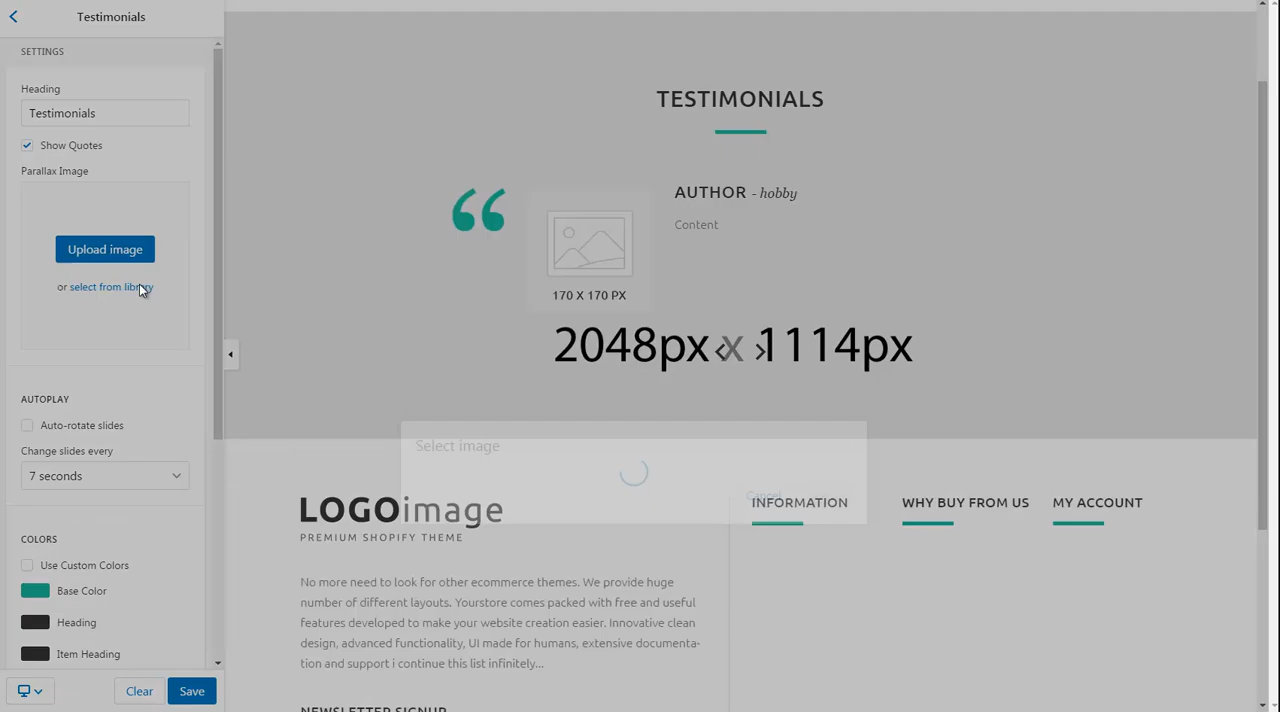 Testimonials
SETTINGS
Heading
Testimonials
Show Quotes
Parallax Image
Upload image
or select from library
AUTOPLAY
Auto-rotate slides
Change slides every
7 seconds
COLORS
Use Custom Colors
Base Color
Heading
Item Heading
Clear
Save
TESTIMONIALS
“
AUTHOR - hobby
Content
170 X 170 PX
2048px x 1114px
Select image
Cancel
LOGOimage
PREMIUM SHOPIFY THEME
No more need to look for other ecommerce themes. We provide huge
number of different layouts. Yourstore comes packed with free and useful
features developed to make your website creation easier. Innovative clean
design, advanced functionality, UI made for humans, extensive documenta-
tion and support i continue this list infinitely...
NEWSLETTER SIGNUP
INFORMATION
WHY BUY FROM US
MY ACCOUNT